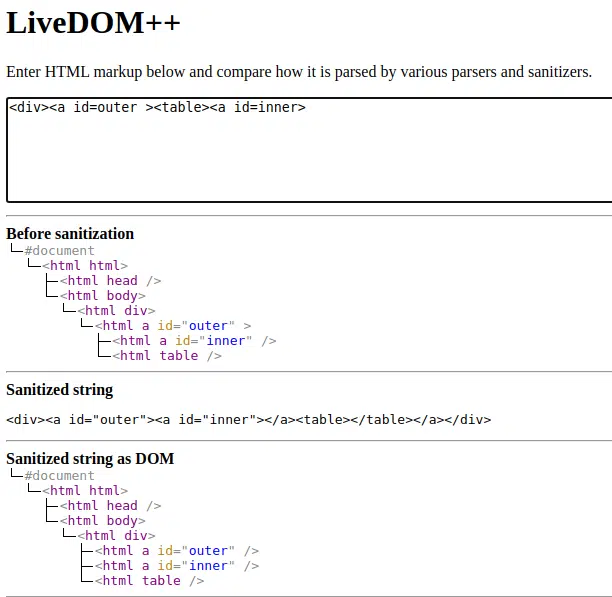 LiveDOM++
Enter HTML markup below and compare how it is parsed by various parsers and sanitizers.
<div><a id=outer ><table><a id=inner>
Before sanitization
#document
<html html>
<html head />
<html body>
<html div>
<html a id="outer" >
<html a id="inner" />
<html table />
Sanitized string
<div><a id="outer"><a id="inner"></a><table></table></a></div>
Sanitized string as DOM
#document
<html html>
<html head />
<html body>
<html div>
<html a id="outer" />
<html a id="inner" />
<html table />